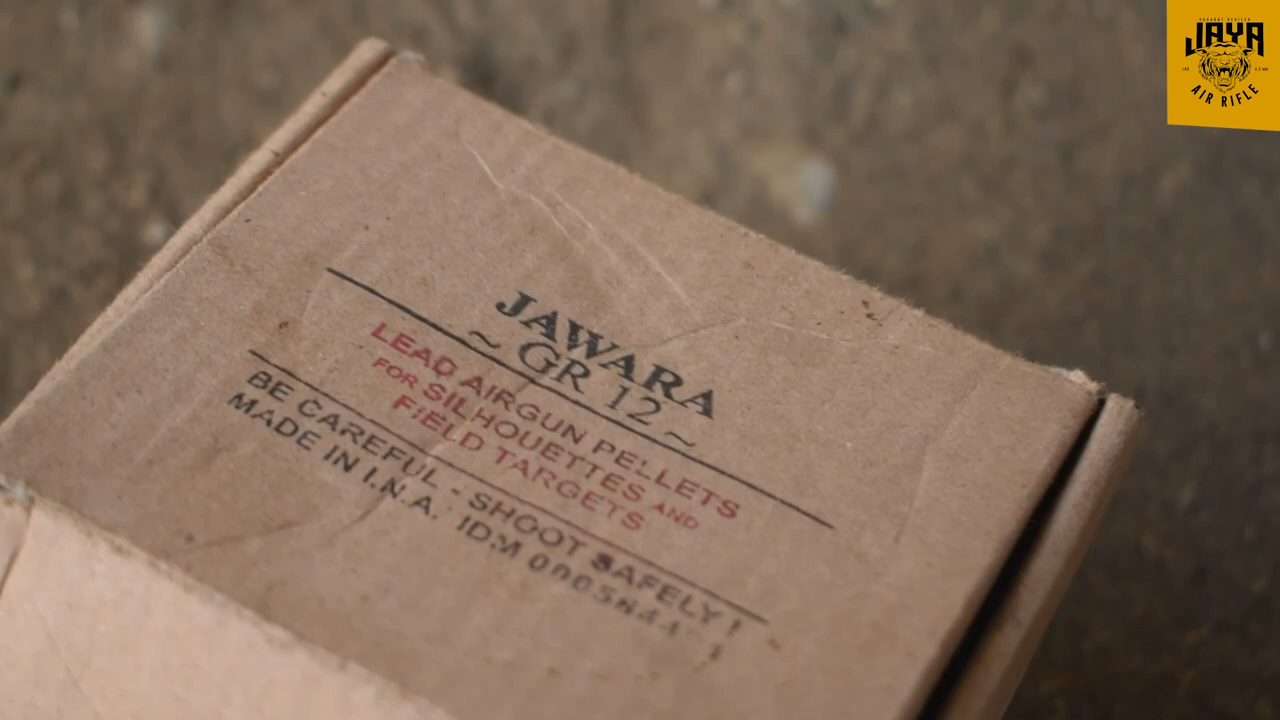 JAWARA
~ GR 12 ~
LEAD AIRGUN PELLETS
FOR SILHOUETTES AND
FIELD TARGETS
BE CAREFUL - SHOOT SAFELY !
MADE IN I.N.A. IDM
JAYA
AIR RIFLE